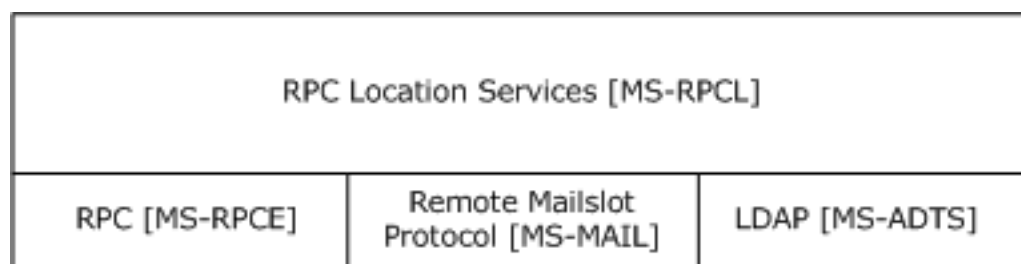 RPC Location Services [MS-RPCL]
RPC [MS-RPCE]
Remote Mailslot
Protocol [MS-MAIL]
LDAP [MS-ADTS]